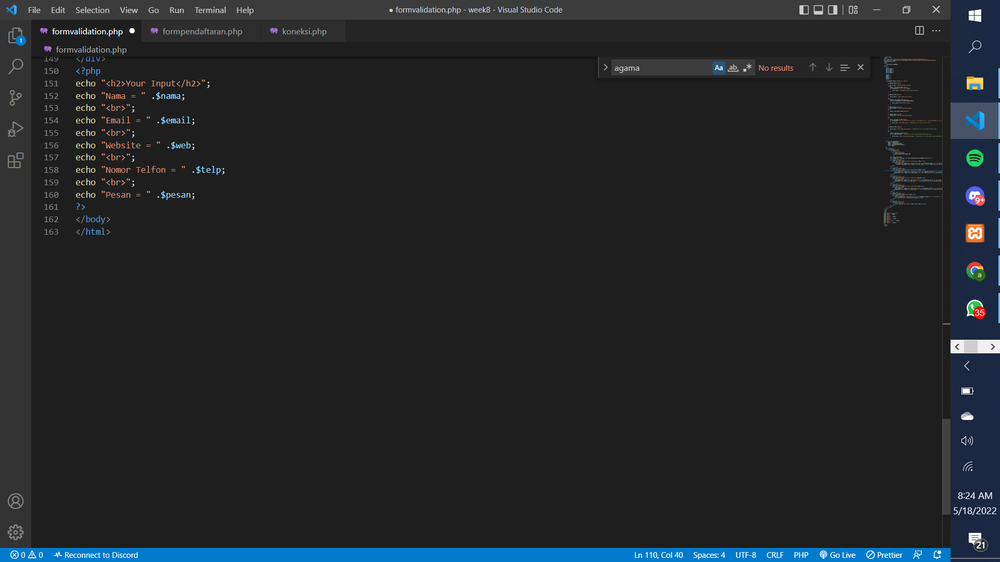 File Edit Selection View Go Run Terminal Help
● formvalidation.php - week8 - Visual Studio Code
formvalidation.php
formpendaftaran.php
koneksi.php
formvalidation.php
agama
Aa ab .* No results
149 </div>
150 <?php
151 echo "<h2>Your Input</h2>";
152 echo "Nama = " .$nama;
153 echo "<br>";
154 echo "Email = " .$email;
155 echo "<br>";
156 echo "Website = " .$web;
157 echo "<br>";
158 echo "Nomor Telfon = " .$telp;
159 echo "<br>";
160 echo "Pesan = " .$pesan;
161 ?>
162 </body>
163 </html>
1
9+
a
35
8:24 AM
5/18/2022
21
0 0 Reconnect to Discord
Ln 110, Col 40 Spaces: 4 UTF-8 CRLF PHP Go Live Prettier